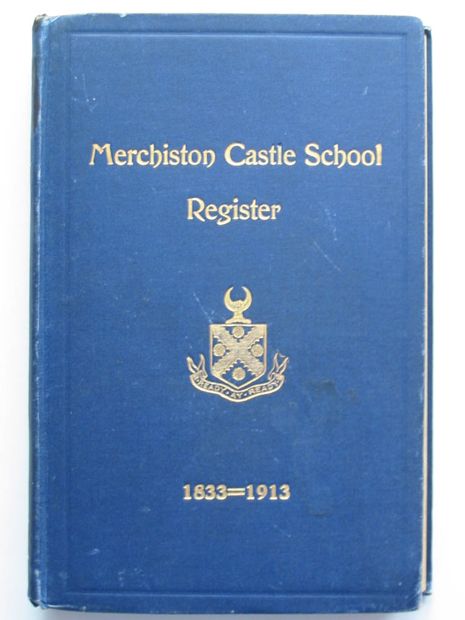 Merchiston Castle School
Register
READY·AY·READY
1833=1913